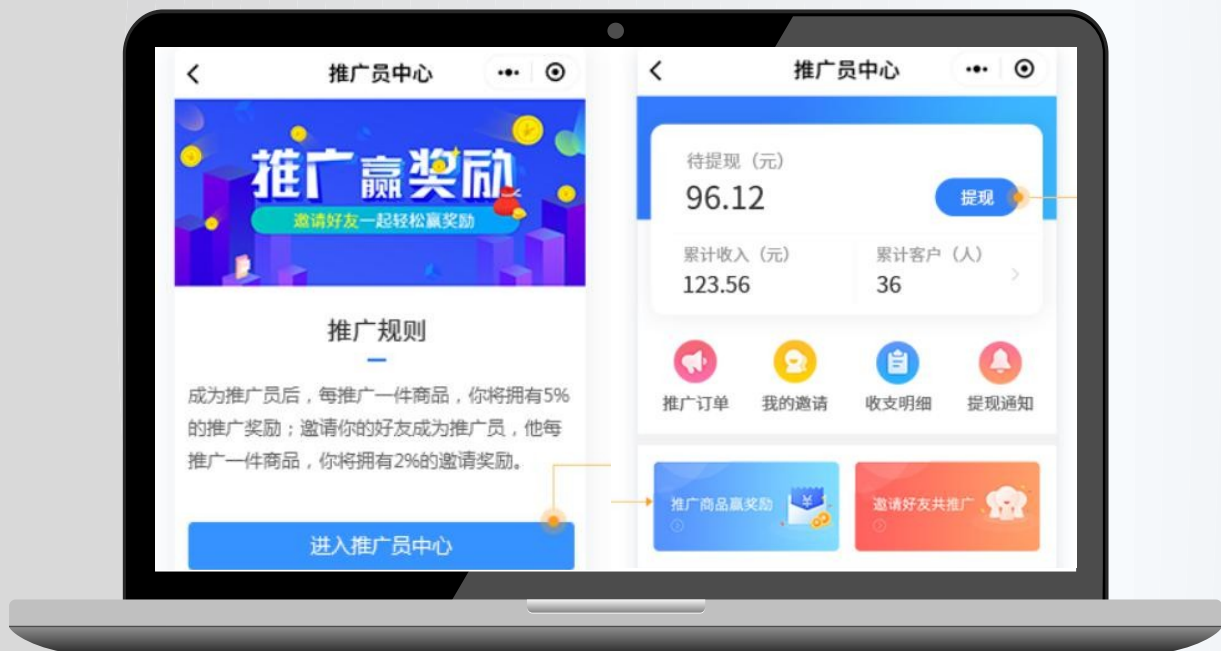 推广员中心
推广赢奖励
邀请好友一起轻松赢奖励
推广规则
成为推广员后，每推广一件商品，你将拥有5%
的推广奖励；邀请你的好友成为推广员，他每
推广一件商品，你将拥有2%的邀请奖励。
进入推广员中心
推广员中心
待提现（元）
96.12
提现
累计收入（元）
累计客户（人）
123.56
36
推广订单
我的邀请
收支明细
提现通知
推广商品赢奖励
邀请好友共推广